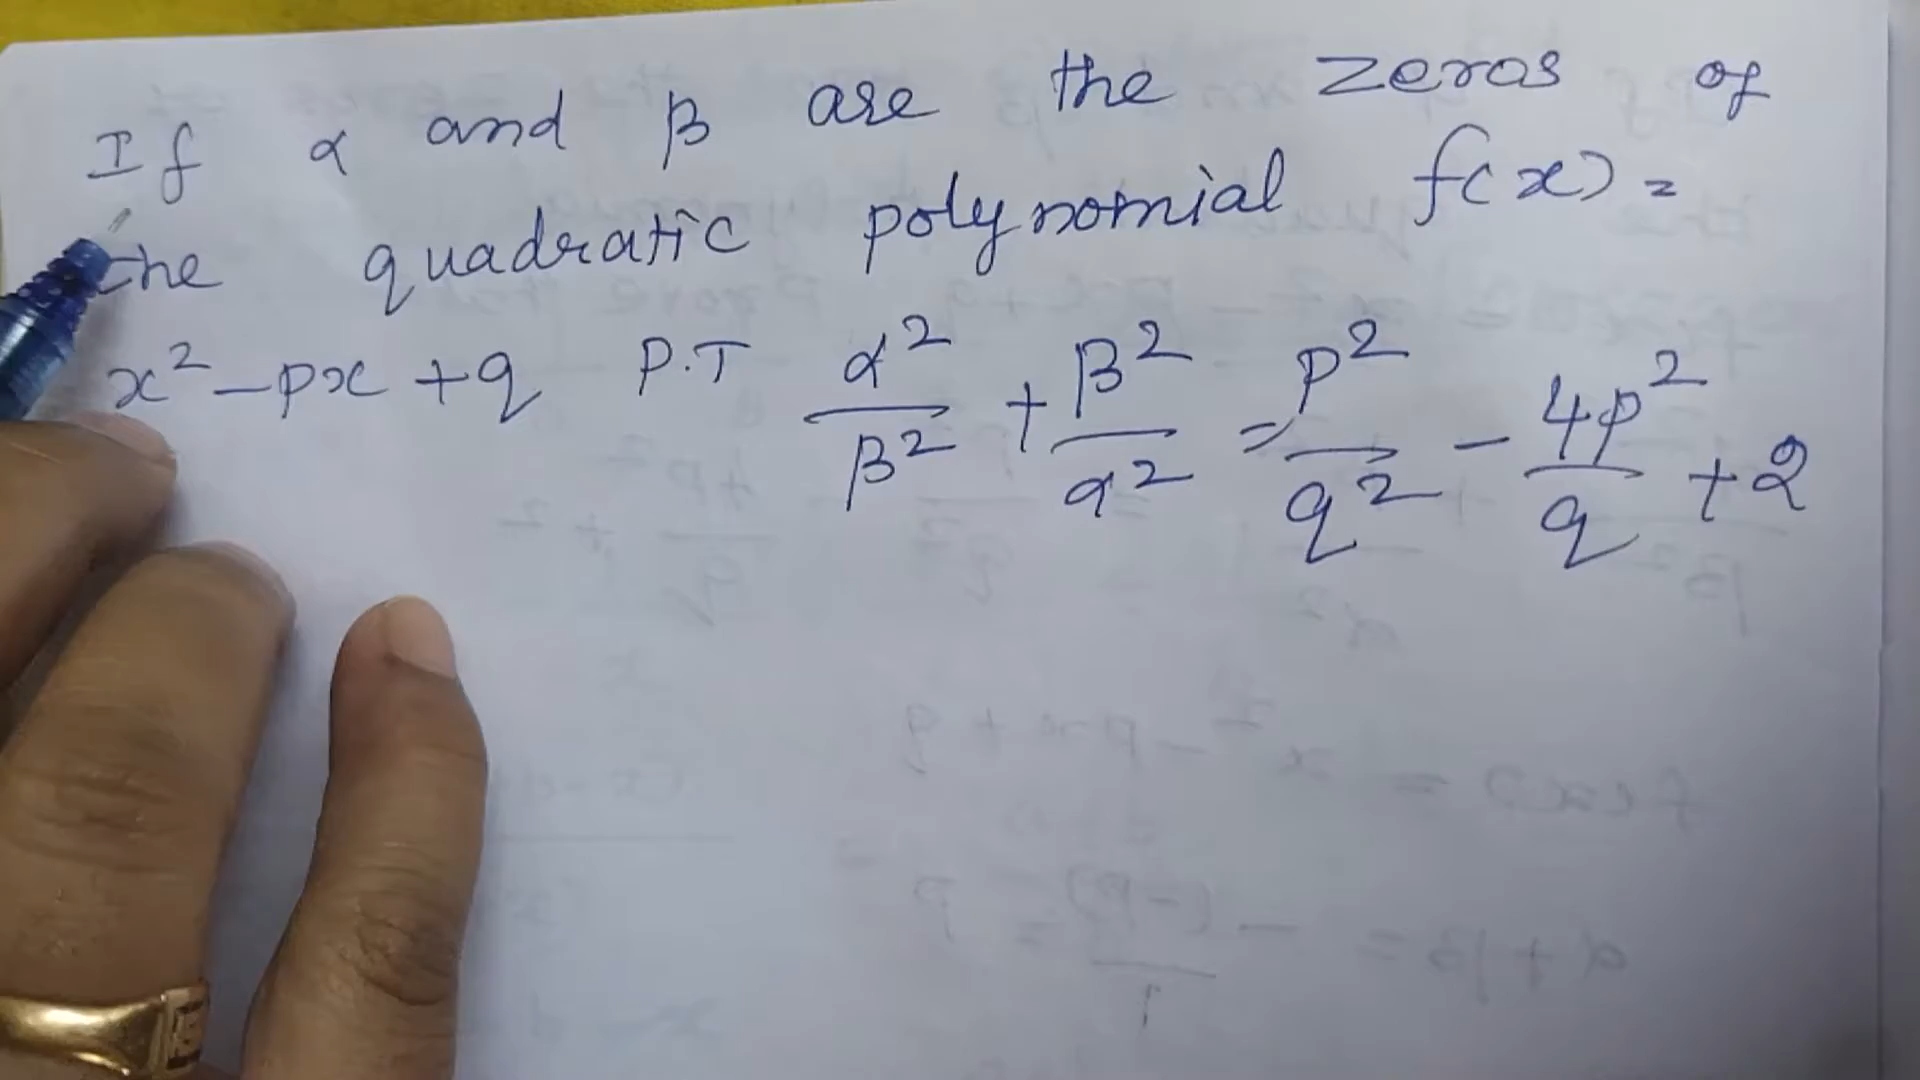 If α and β are the zeros of
the quadratic polynomial f(x) =
x² - px + q P.T α²/β² + β²/α² = p²/q² - 4p²/q + 2